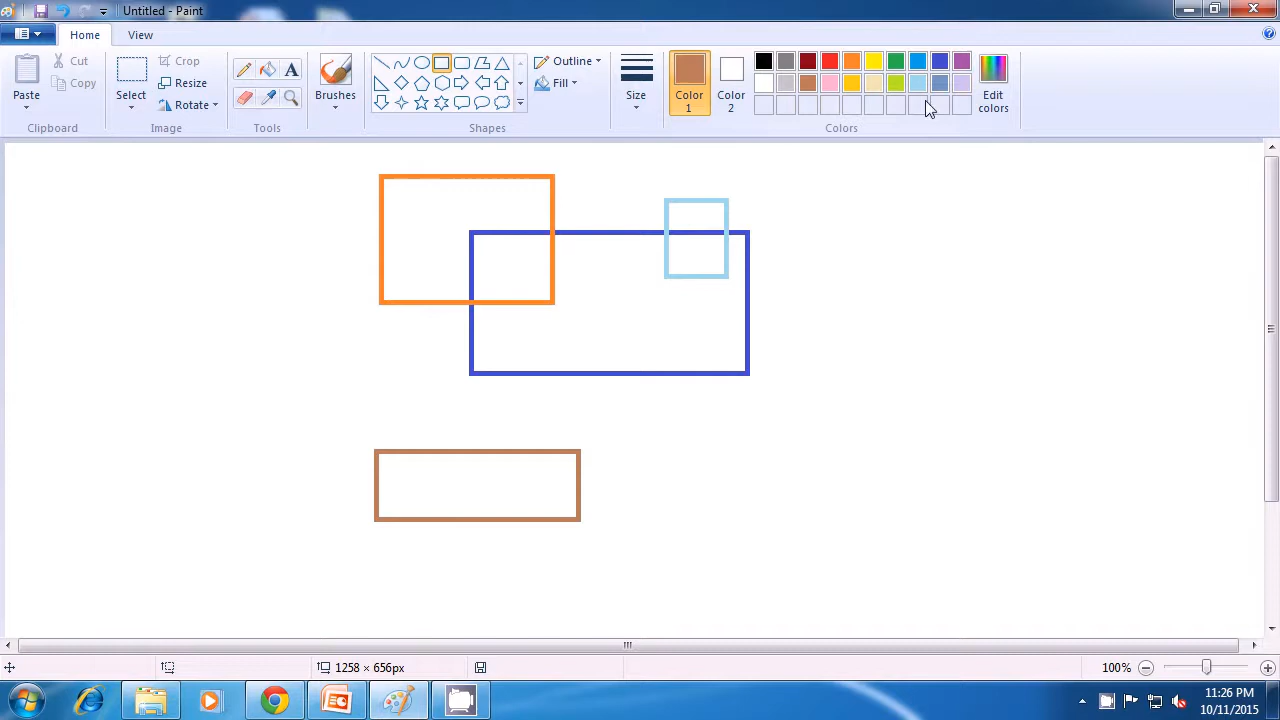 Untitled - Paint
Home View
Paste
Cut
Copy
Clipboard
Select
Crop
Resize
Rotate
Image
A
Tools
Brushes
Outline
Fill
Shapes
Size
Color 1
Color 2
Edit colors
Colors
1258 × 656px
100%
11:26 PM
10/11/2015